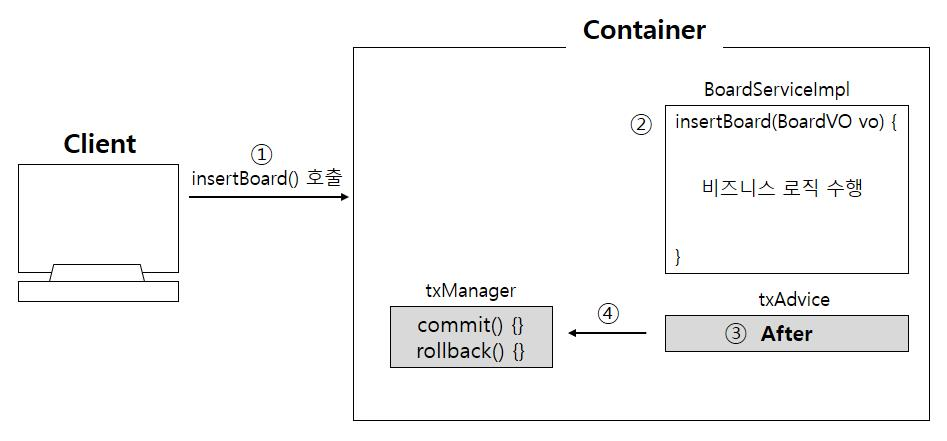 Container
BoardServiceImpl
② insertBoard(BoardVO vo) {
비즈니스 로직 수행
}
Client
①
insertBoard() 호출
txManager
commit() {}
rollback() {}
④
txAdvice
③ After